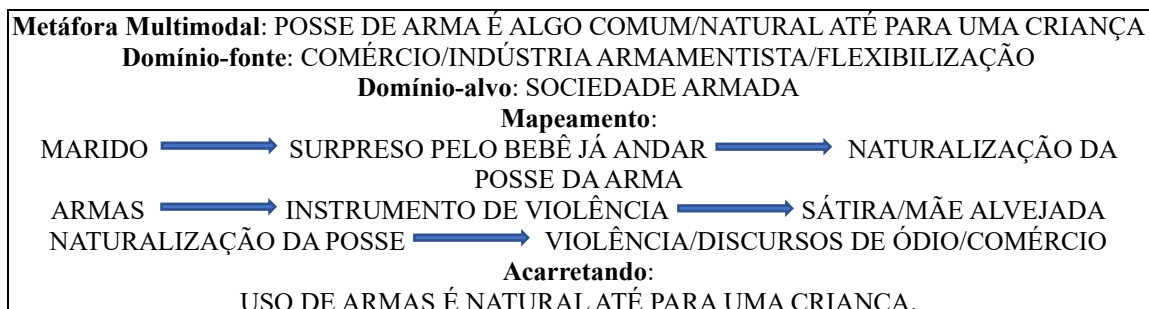 Metáfora Multimodal: POSSE DE ARMA É ALGO COMUM/NATURAL ATÉ PARA UMA CRIANÇA
Domínio-fonte: COMÉRCIO/INDÚSTRIA ARMAMENTISTA/FLEXIBILIZAÇÃO
Domínio-alvo: SOCIEDADE ARMADA
Mapeamento:
MARIDO SURPRESO PELO BEBÊ JÁ ANDAR NATURALIZAÇÃO DA
POSSE DA ARMA
ARMAS INSTRUMENTO DE VIOLÊNCIA SÁTIRA/MÃE ALVEJADA
NATURALIZAÇÃO DA POSSE VIOLÊNCIA/DISCURSOS DE ÓDIO/COMÉRCIO
Acarretando:
USO DE ARMAS É NATURAL ATÉ PARA UMA CRIANÇA.